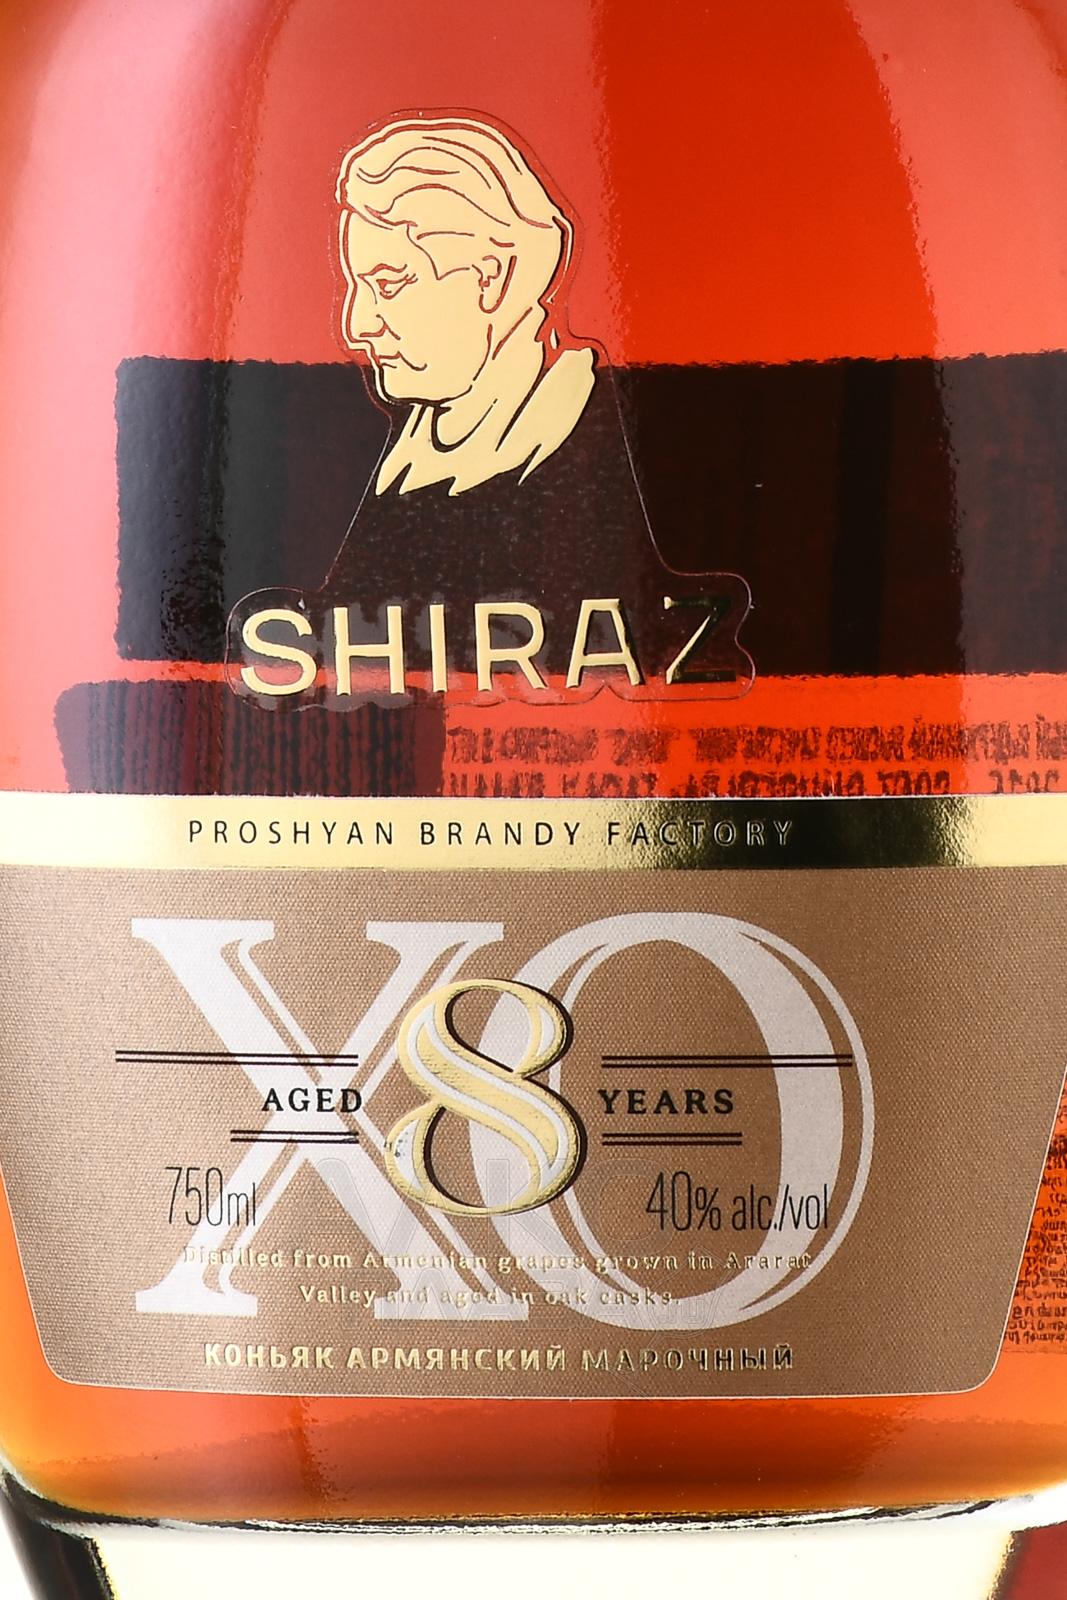 SHIRAZ
PROSHYAN BRANDY FACTORY
XO
AGED 8 YEARS
750ml 40% alc./vol
Distilled from Armenian grapes grown in Ararat
Valley and aged in oak casks.
КОНЬЯК АРМЯНСКИЙ МАРОЧНЫЙ